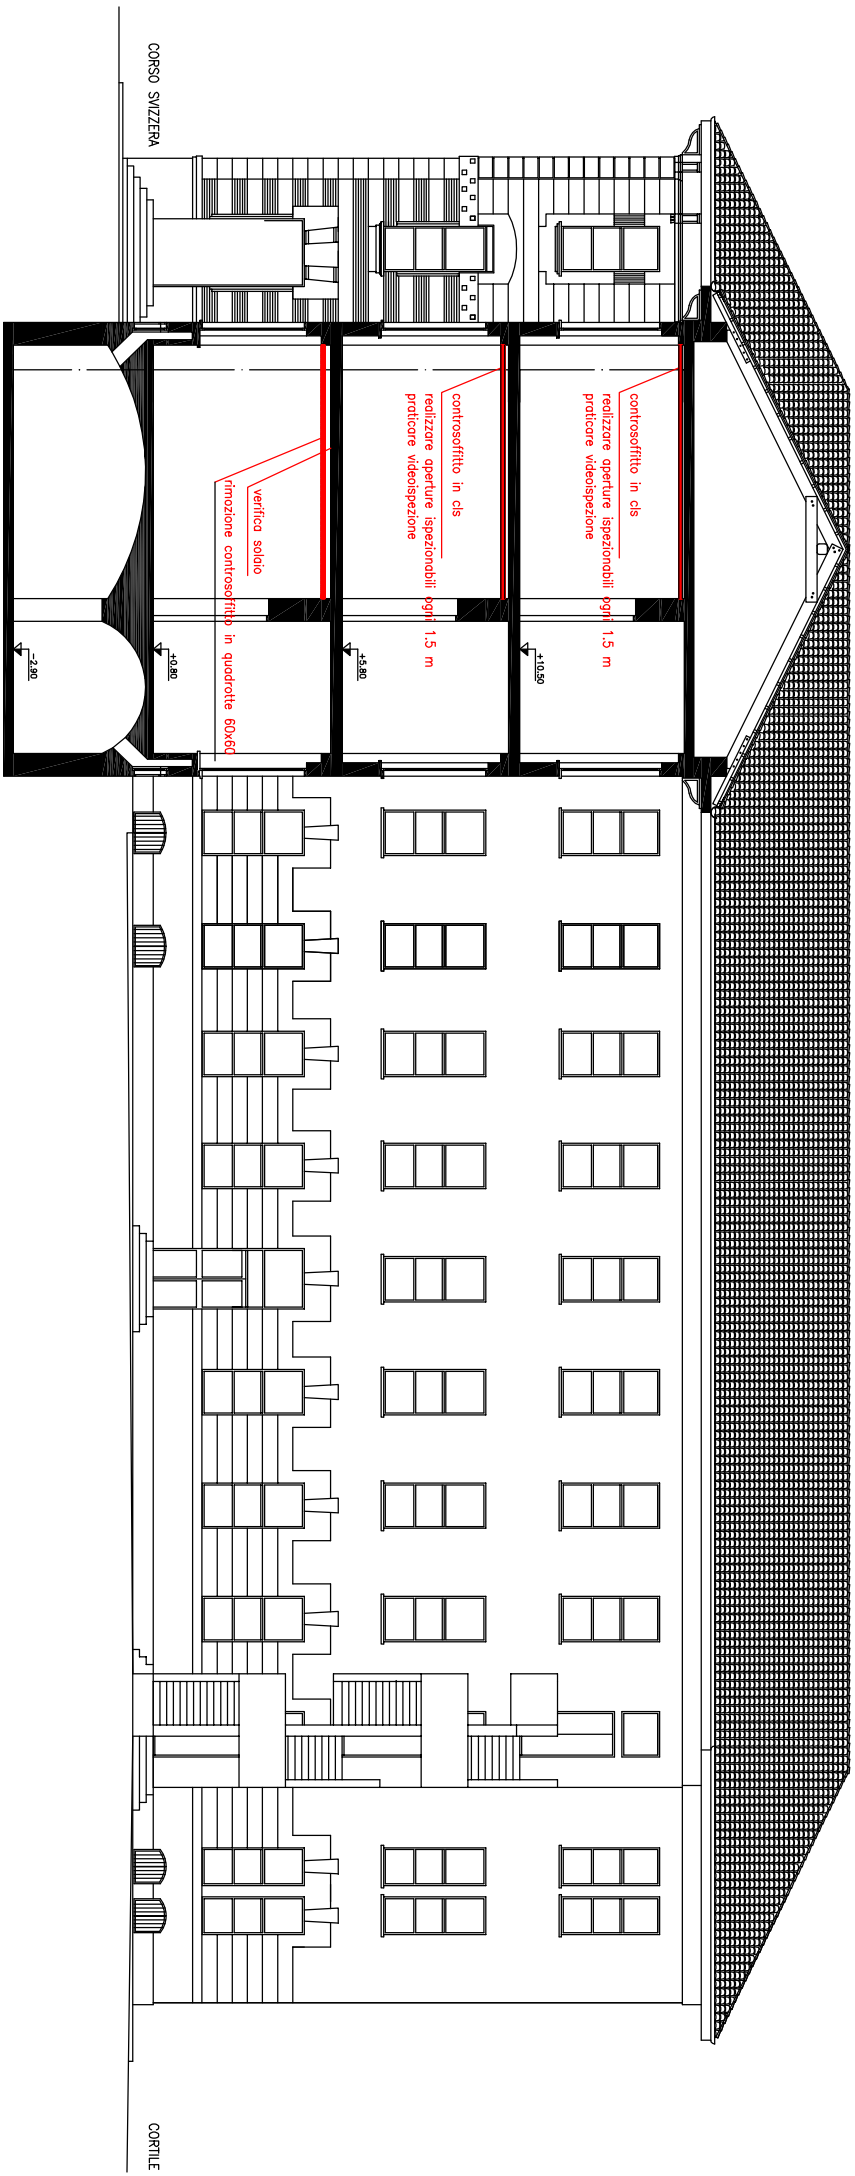 CORSO SVIZZERA
controsoffitto in cls
realizzare aperture ispezionabili ogni 1.5 m
praticare videoispezione
controsoffitto in cls
realizzare aperture ispezionabili ogni 1.5 m
praticare videoispezione
verifica solaio
rimozione controsoffitto in quadrotte 60x60
+10.50
+5.80
+0.80
-2.90
CORTILE